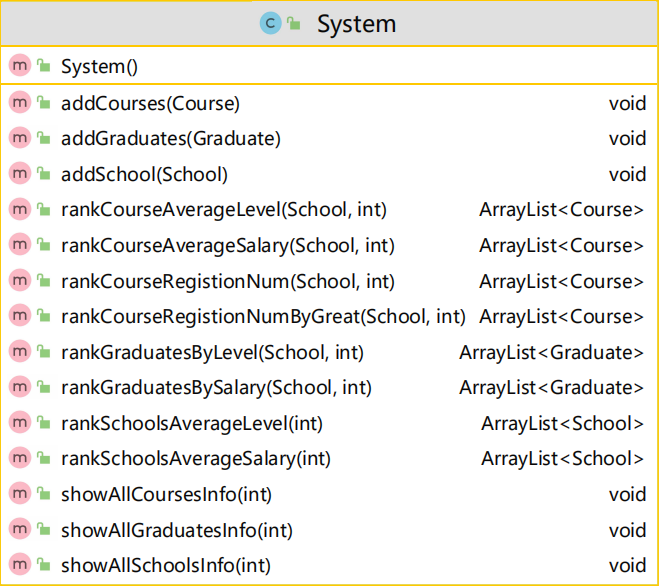 C System
m System()
m addCourses(Course) void
m addGraduates(Graduate) void
m addSchool(School) void
m rankCourseAverageLevel(School, int) ArrayList<Course>
m rankCourseAverageSalary(School, int) ArrayList<Course>
m rankCourseRegistionNum(School, int) ArrayList<Course>
m rankCourseRegistionNumByGreat(School, int) ArrayList<Course>
m rankGraduatesByLevel(School, int) ArrayList<Graduate>
m rankGraduatesBySalary(School, int) ArrayList<Graduate>
m rankSchoolsAverageLevel(int) ArrayList<School>
m rankSchoolsAverageSalary(int) ArrayList<School>
m showAllCoursesInfo(int) void
m showAllGraduatesInfo(int) void
m showAllSchoolsInfo(int) void